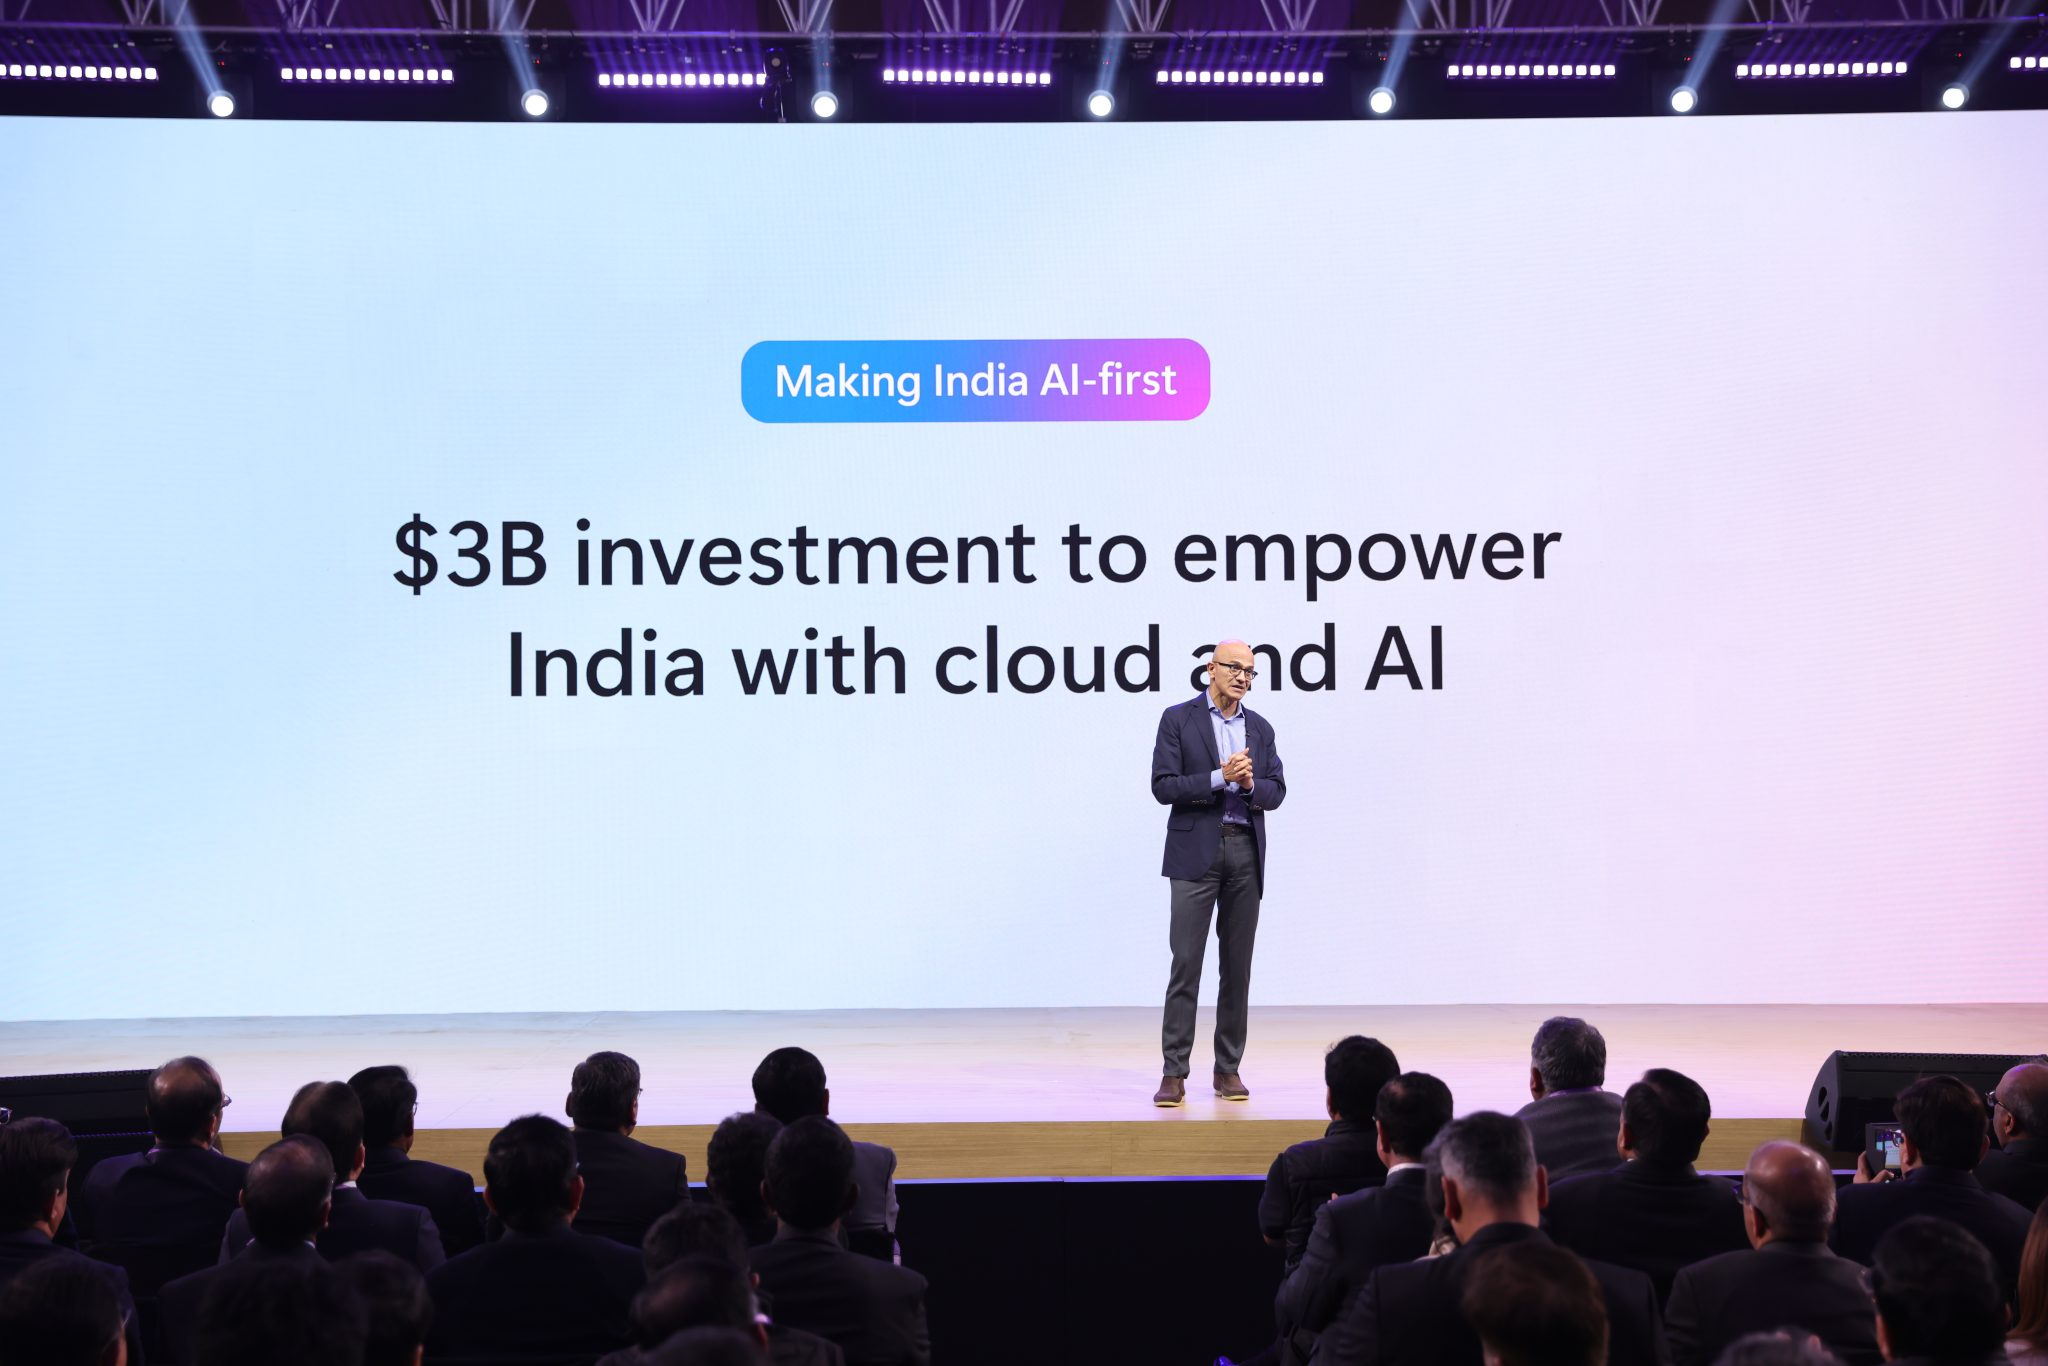 Making India AI-first
$3B investment to empower
India with cloud and AI